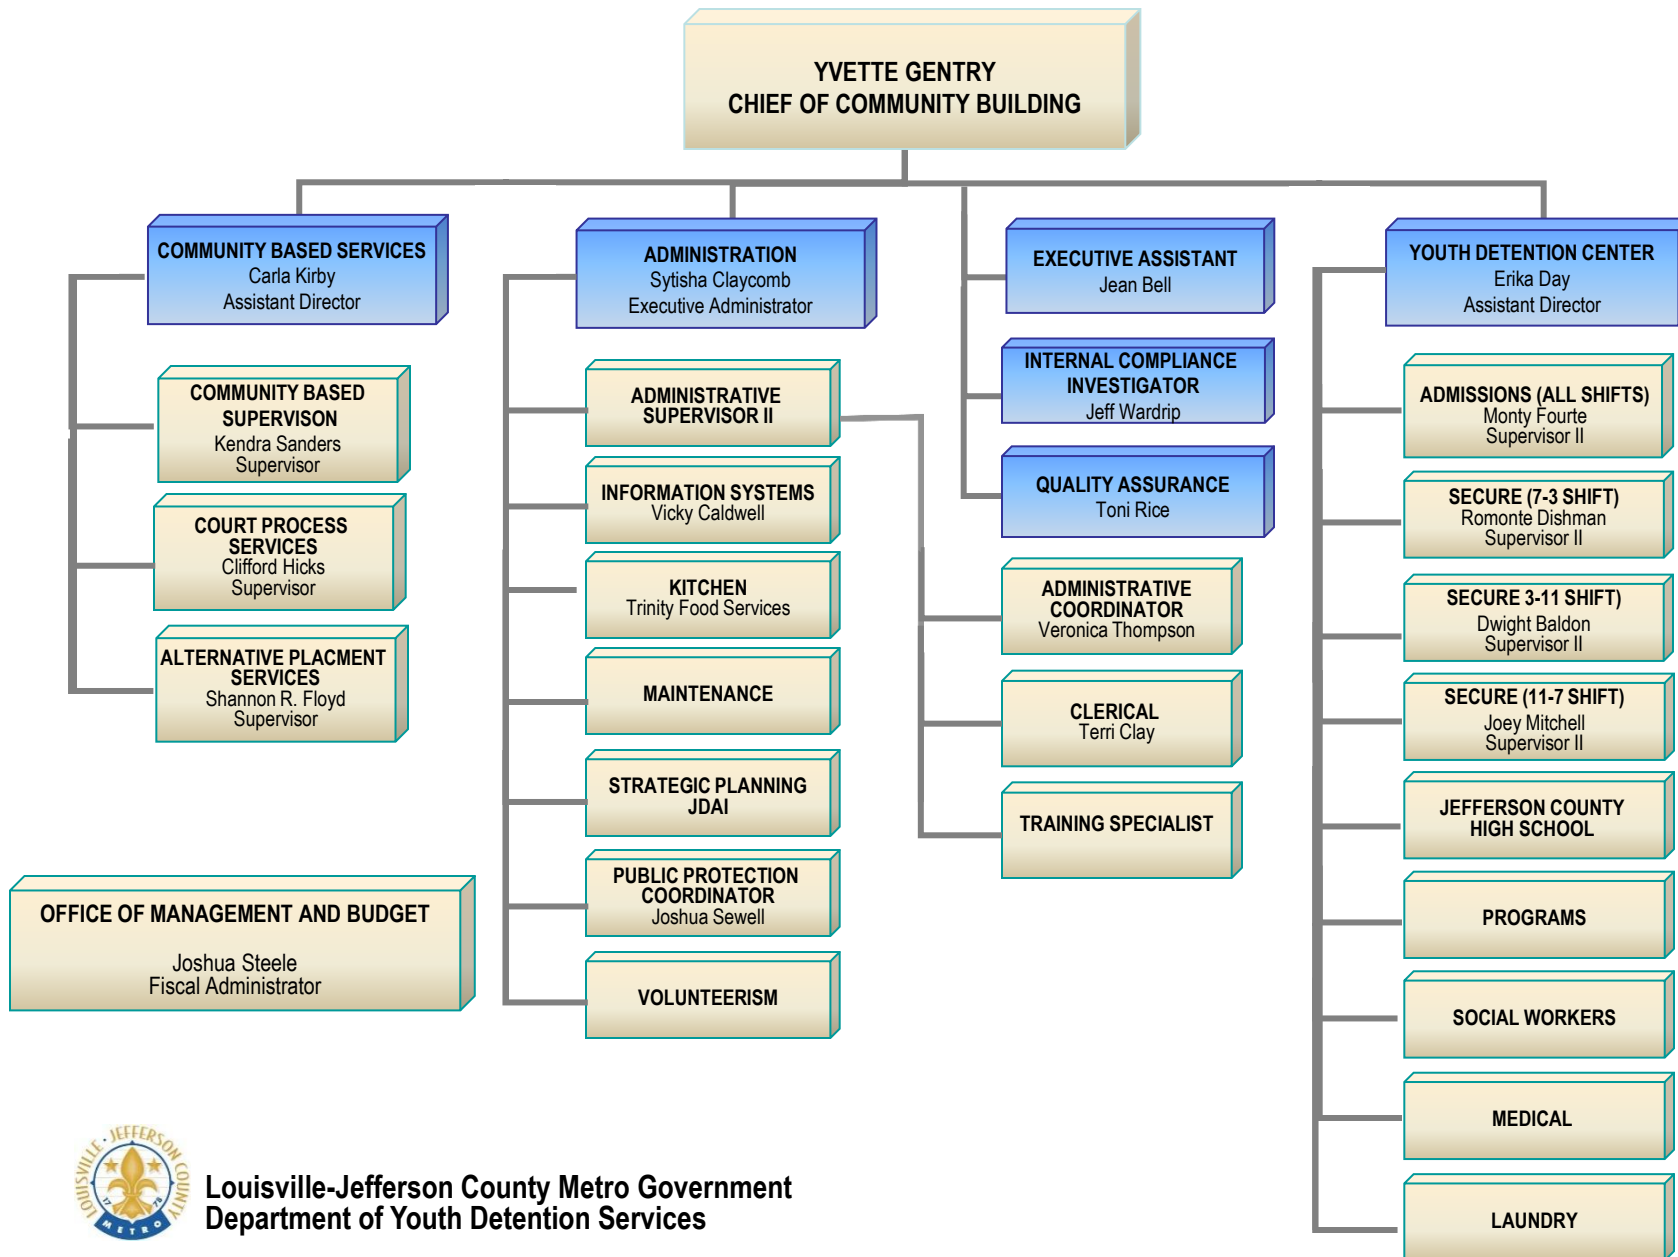 YVETTE GENTRY
CHIEF OF COMMUNITY BUILDING
COMMUNITY BASED SERVICES
Carla Kirby
Assistant Director
COMMUNITY BASED
SUPERVISON
Kendra Sanders
Supervisor
COURT PROCESS
SERVICES
Clifford Hicks
Supervisor
ALTERNATIVE PLACMENT
SERVICES
Shannon R. Floyd
Supervisor
OFFICE OF MANAGEMENT AND BUDGET
Joshua Steele
Fiscal Administrator
ADMINISTRATION
Sytisha Claycomb
Executive Administrator
ADMINISTRATIVE
SUPERVISOR II
INFORMATION SYSTEMS
Vicky Caldwell
KITCHEN
Trinity Food Services
MAINTENANCE
STRATEGIC PLANNING
JDAI
PUBLIC PROTECTION
COORDINATOR
Joshua Sewell
VOLUNTEERISM
EXECUTIVE ASSISTANT
Jean Bell
INTERNAL COMPLIANCE
INVESTIGATOR
Jeff Wardrip
QUALITY ASSURANCE
Toni Rice
ADMINISTRATIVE
COORDINATOR
Veronica Thompson
CLERICAL
Terri Clay
TRAINING SPECIALIST
YOUTH DETENTION CENTER
Erika Day
Assistant Director
ADMISSIONS (ALL SHIFTS)
Monty Fourte
Supervisor II
SECURE (7-3 SHIFT)
Romonte Dishman
Supervisor II
SECURE 3-11 SHIFT)
Dwight Baldon
Supervisor II
SECURE (11-7 SHIFT)
Joey Mitchell
Supervisor II
JEFFERSON COUNTY
HIGH SCHOOL
PROGRAMS
SOCIAL WORKERS
MEDICAL
LAUNDRY
LOUISVILLE · JEFFERSON COUNTY
17 78
METRO
Louisville-Jefferson County Metro Government
Department of Youth Detention Services